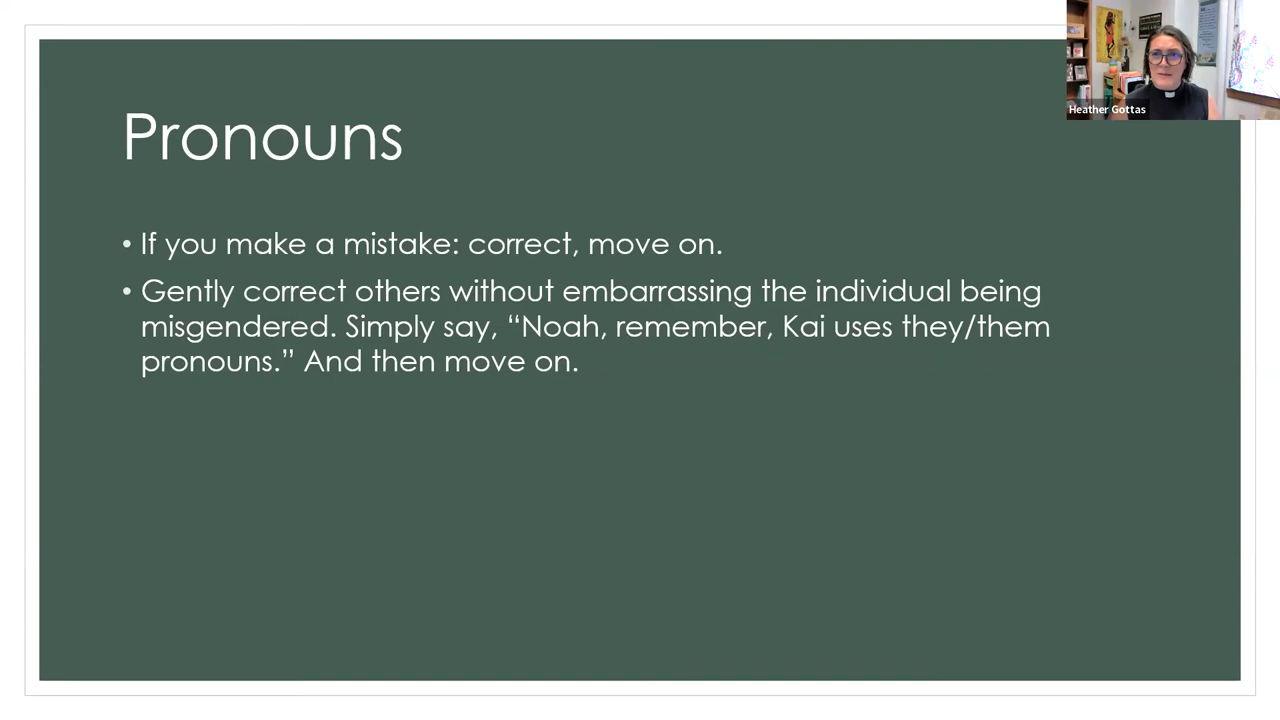 Pronouns
• If you make a mistake: correct, move on.
• Gently correct others without embarrassing the individual being
misgendered. Simply say, “Noah, remember, Kai uses they/them
pronouns.” And then move on.
Heather Gottas